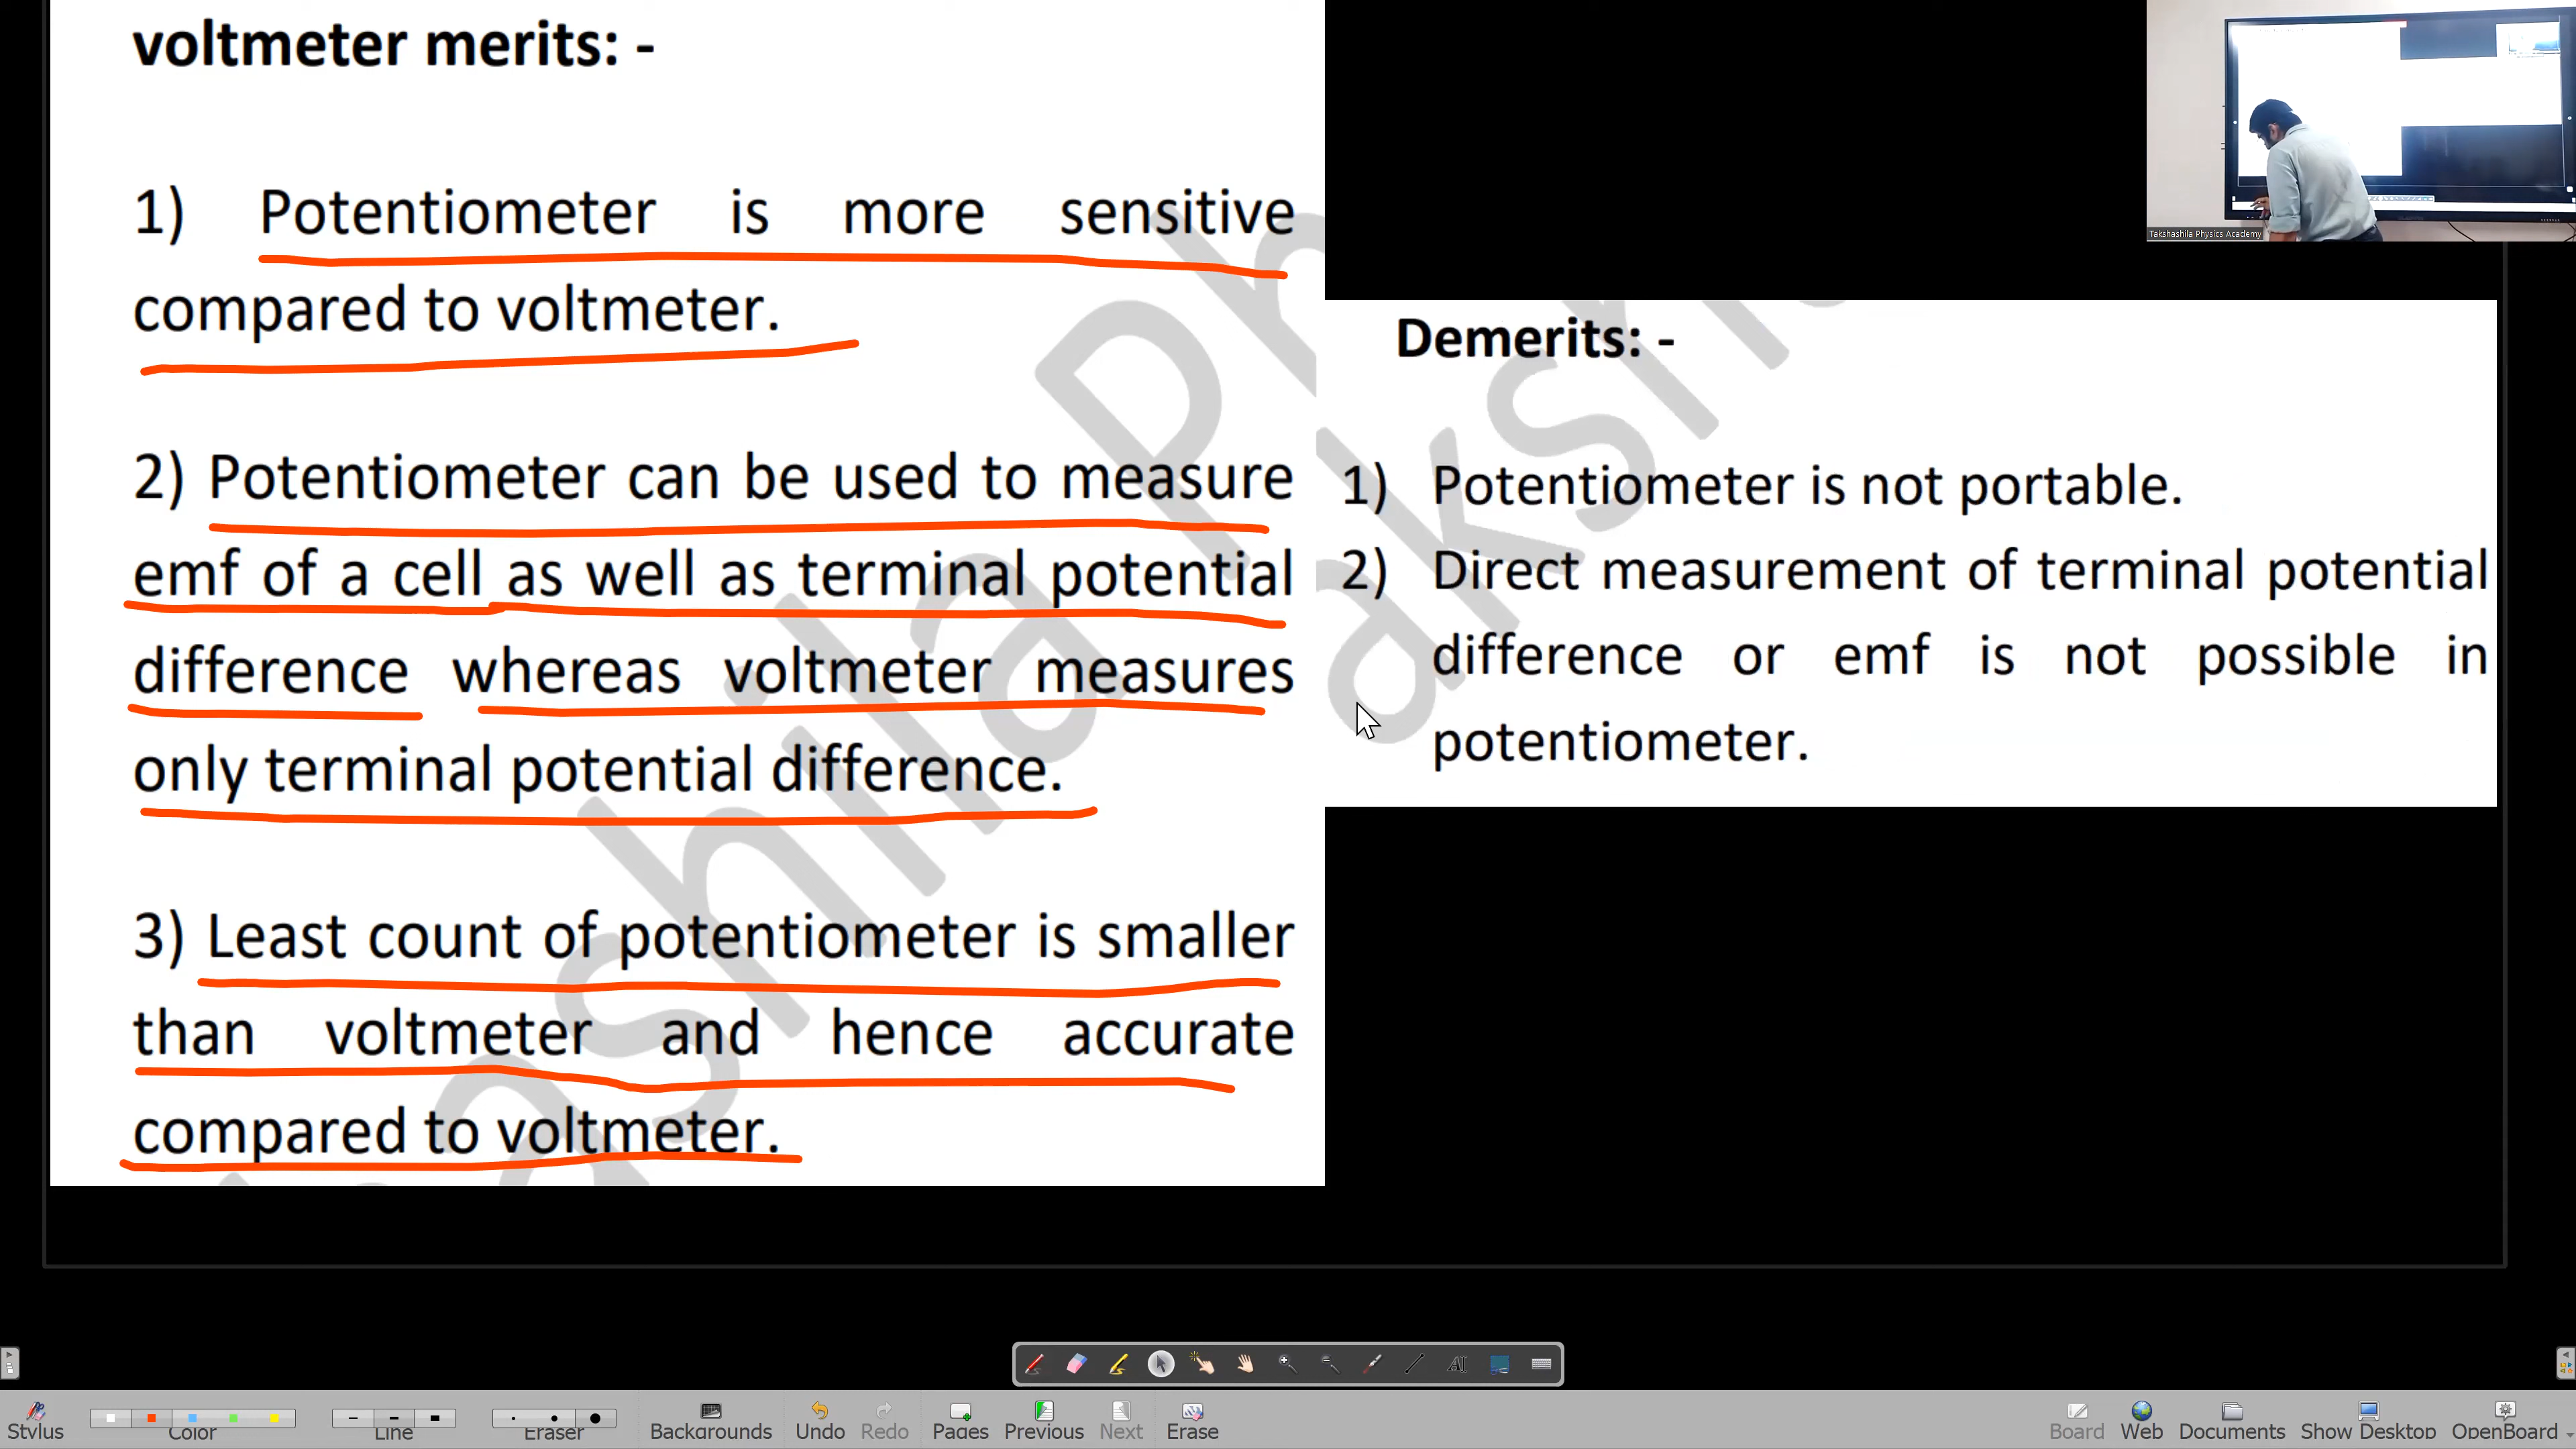 voltmeter merits: -
1) Potentiometer is more sensitive
compared to voltmeter.
2) Potentiometer can be used to measure
emf of a cell as well as terminal potential
difference whereas voltmeter measures
only terminal potential difference.
3) Least count of potentiometer is smaller
than voltmeter and hence accurate
compared to voltmeter.
Takshashila Physics Academy
Demerits: -
1) Potentiometer is not portable.
2) Direct measurement of terminal potential
difference or emf is not possible in
potentiometer.
ashila Ph
aksh
AI
Stylus Color Line Eraser Backgrounds Undo Redo Pages Previous Next Erase Board Web Documents Show Desktop OpenBoard